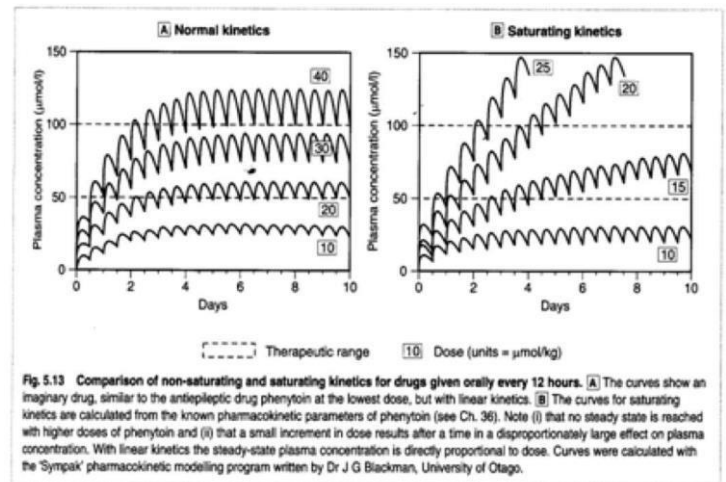 A Normal kinetics
B Saturating kinetics
Plasma concentration (μmol/l)
150
100
50
0
40
30
20
10
0 2 4 6 8 10
Days
Plasma concentration (μmol/l)
150
100
50
0
25
20
15
10
0 2 4 6 8 10
Days
Therapeutic range 10 Dose (units = μmol/kg)
Fig. 5.13 Comparison of non-saturating and saturating kinetics for drugs given orally every 12 hours. A The curves show an
imaginary drug, similar to the antiepileptic drug phenytoin at the lowest dose, but with linear kinetics. B The curves for saturating
kinetics are calculated from the known pharmacokinetic parameters of phenytoin (see Ch. 36). Note (i) that no steady state is reached
with higher doses of phenytoin and (ii) that a small increment in dose results after a time in a disproportionately large effect on plasma
concentration. With linear kinetics the steady-state plasma concentration is directly proportional to dose. Curves were calculated with
the 'Sympak' pharmacokinetic modelling program written by Dr J G Blackman, University of Otago.